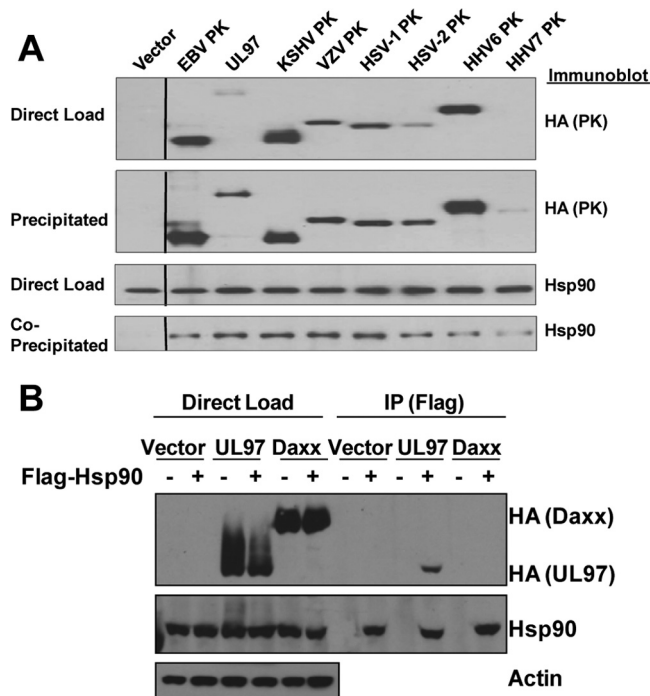 A
Vector EBV PK UL97 KSHV PK VZV PK HSV-1 PK HSV-2 PK HHV6 PK HHV7 PK
Immunoblot
Direct Load HA (PK)
Precipitated HA (PK)
Direct Load Hsp90
Co-
Precipitated Hsp90
B
Direct Load IP (Flag)
Vector UL97 Daxx Vector UL97 Daxx
Flag-Hsp90 - + - + - + - + - + - +
HA (Daxx)
HA (UL97)
Hsp90
Actin